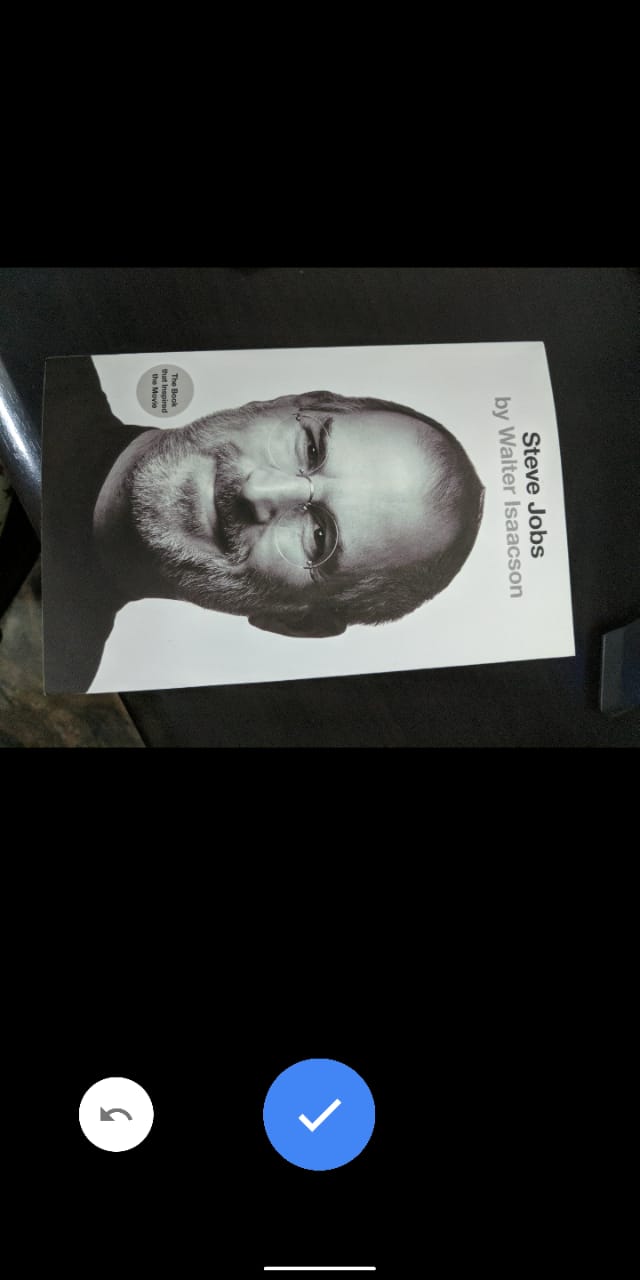 Steve Jobs
by Walter Isaacson
The Book
that Inspired
the Movie